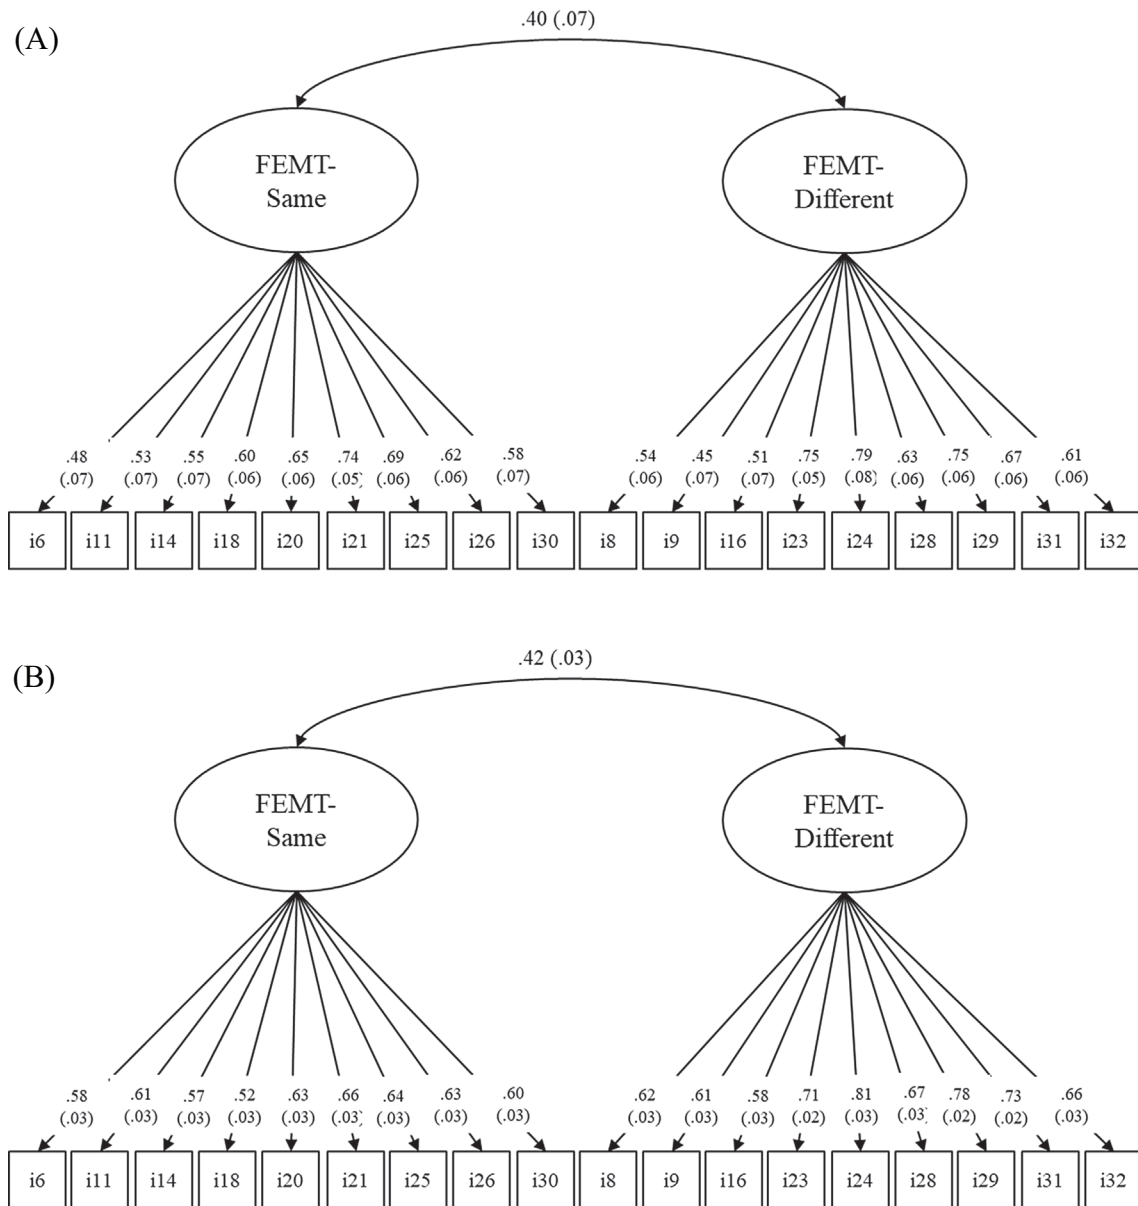 .40 (.07)
(A)
FEMT-
Same
FEMT-
Different
.48 .53 .55 .60 .65 .74 .69 .62 .58 .54 .45 .51 .75 .79 .63 .75 .67 .61
(.07) (.07) (.07) (.06) (.06) (.05) (.06) (.06) (.07) (.06) (.07) (.07) (.05) (.08) (.06) (.06) (.06) (.06)
i6 i11 i14 i18 i20 i21 i25 i26 i30 i8 i9 i16 i23 i24 i28 i29 i31 i32
.42 (.03)
(B)
FEMT-
Same
FEMT-
Different
.58 .61 .57 .52 .63 .66 .64 .63 .60 .62 .61 .58 .71 .81 .67 .78 .73 .66
(.03) (.03) (.03) (.03) (.03) (.03) (.03) (.03) (.03) (.03) (.03) (.03) (.02) (.03) (.03) (.02) (.02) (.03)
i6 i11 i14 i18 i20 i21 i25 i26 i30 i8 i9 i16 i23 i24 i28 i29 i31 i32